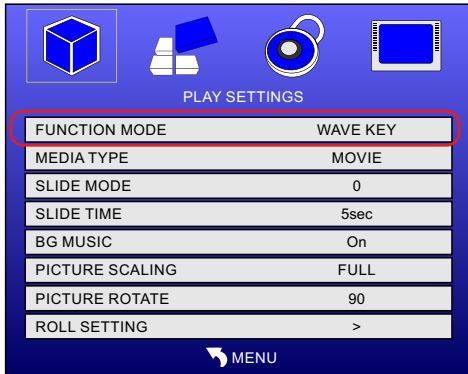 PLAY SETTINGS
FUNCTION MODE WAVE KEY
MEDIA TYPE MOVIE
SLIDE MODE 0
SLIDE TIME 5sec
BG MUSIC On
PICTURE SCALING FULL
PICTURE ROTATE 90
ROLL SETTING >
MENU